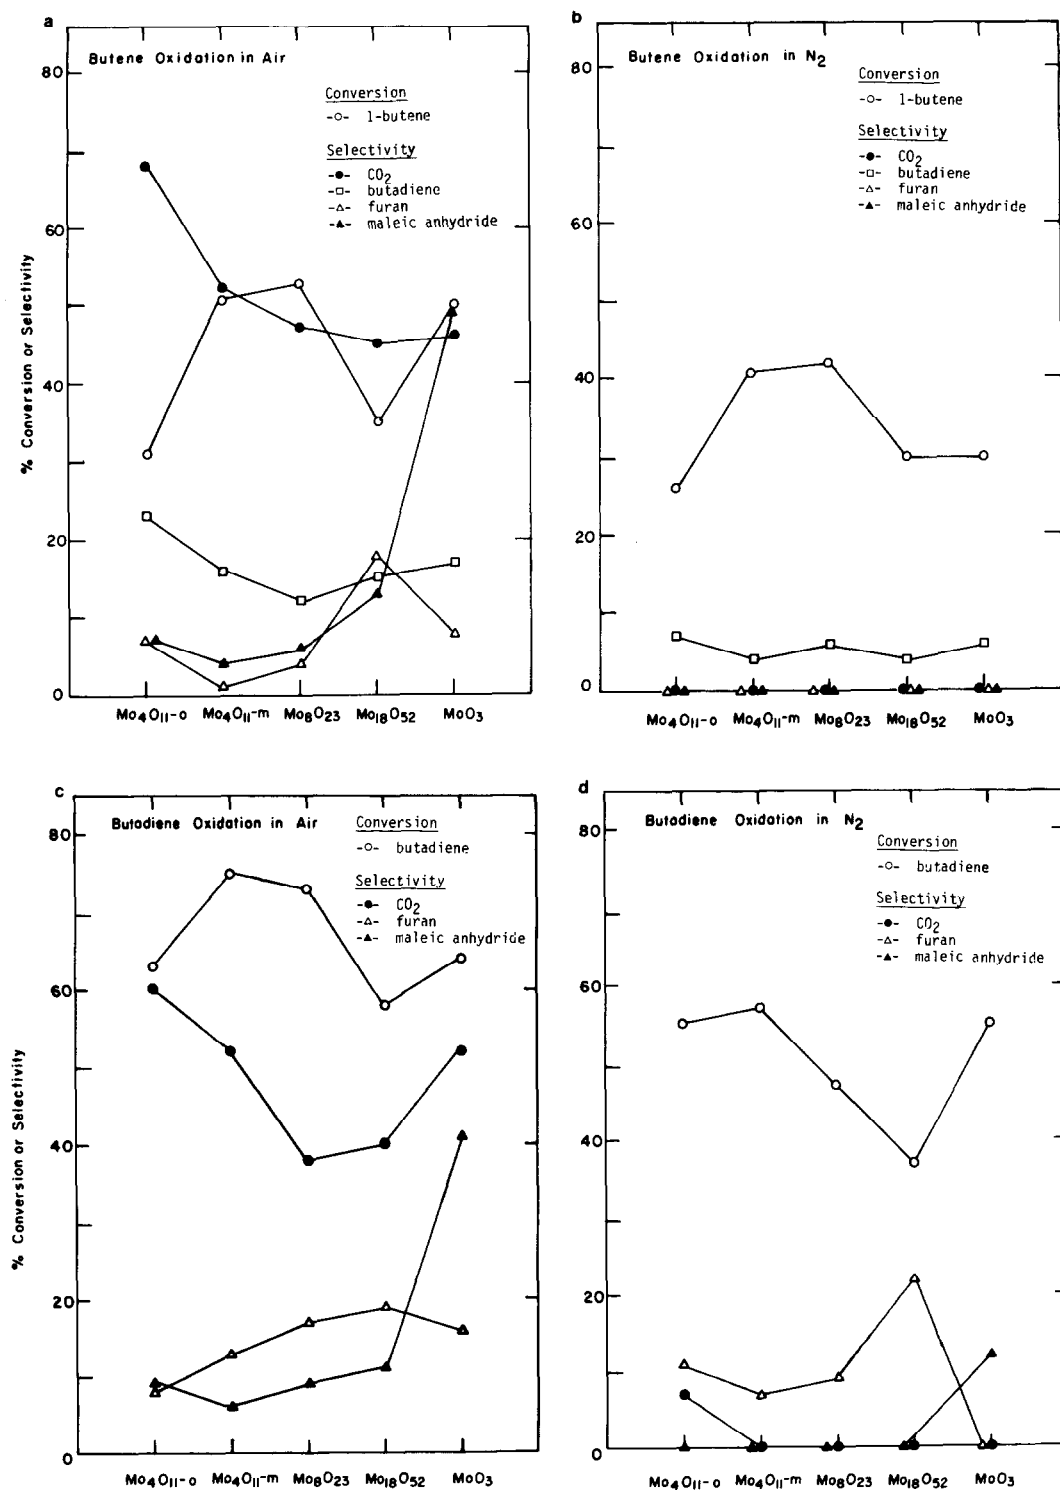 a
Butene Oxidation in Air
Conversion
-o- 1-butene
Selectivity
-●- CO₂
-□- butadiene
-△- furan
-▲- maleic anhydride
80
60
40
20
0
% Conversion or Selectivity
Mo₄O₁₁-o Mo₄O₁₁-m Mo₈O₂₃ Mo₁₈O₅₂ MoO₃
b
Butene Oxidation in N₂
Conversion
-o- 1-butene
Selectivity
-●- CO₂
-□- butadiene
-△- furan
-▲- maleic anhydride
80
60
40
20
0
Mo₄O₁₁-o Mo₄O₁₁-m Mo₈O₂₃ Mo₁₈O₅₂ MoO₃
c
Butadiene Oxidation in Air
Conversion
-o- butadiene
Selectivity
-●- CO₂
-△- furan
-▲- maleic anhydride
80
60
40
20
0
% Conversion or Selectivity
Mo₄O₁₁-o Mo₄O₁₁-m Mo₈O₂₃ Mo₁₈O₅₂ MoO₃
d
Butadiene Oxidation in N₂
Conversion
-o- butadiene
Selectivity
-●- CO₂
-△- furan
-▲- maleic anhydride
80
60
40
20
0
Mo₄O₁₁-o Mo₄O₁₁-m Mo₈O₂₃ Mo₁₈O₅₂ MoO₃